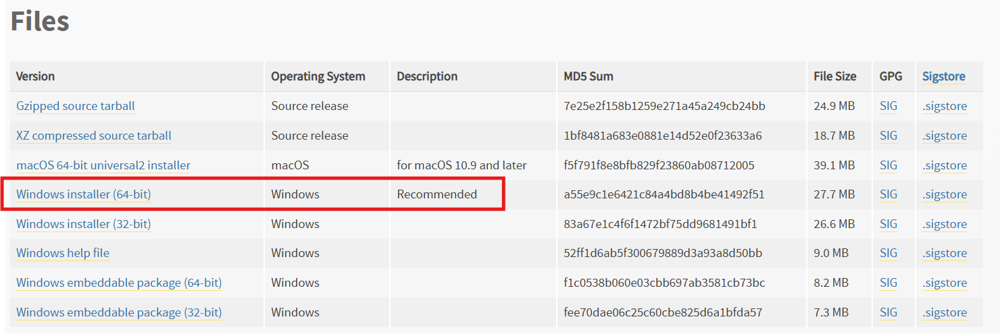 Files
Version Operating System Description MD5 Sum File Size GPG Sigstore
Gzipped source tarball Source release 7e25e2f158b1259e271a45a249cb24bb 24.9 MB SIG .sigstore
XZ compressed source tarball Source release 1bf8481a683e0881e14d52e0f23633a6 18.7 MB SIG .sigstore
macOS 64-bit universal2 installer macOS for macOS 10.9 and later f5f791f8e8bfb829f23860ab08712005 39.1 MB SIG .sigstore
Windows installer (64-bit) Windows Recommended a55e9c1e6421c84a4bd8b4be41492f51 27.7 MB SIG .sigstore
Windows installer (32-bit) Windows 83a67e1c4f6f1472bf75dd9681491bf1 26.6 MB SIG .sigstore
Windows help file Windows 52ff1d6ab5f300679889d3a93a8d50bb 9.0 MB SIG .sigstore
Windows embeddable package (64-bit) Windows f1c0538b060e03cbb697ab3581cb73bc 8.2 MB SIG .sigstore
Windows embeddable package (32-bit) Windows fee70dae06c25c60cbe825d6a1bfda57 7.3 MB SIG .sigstore